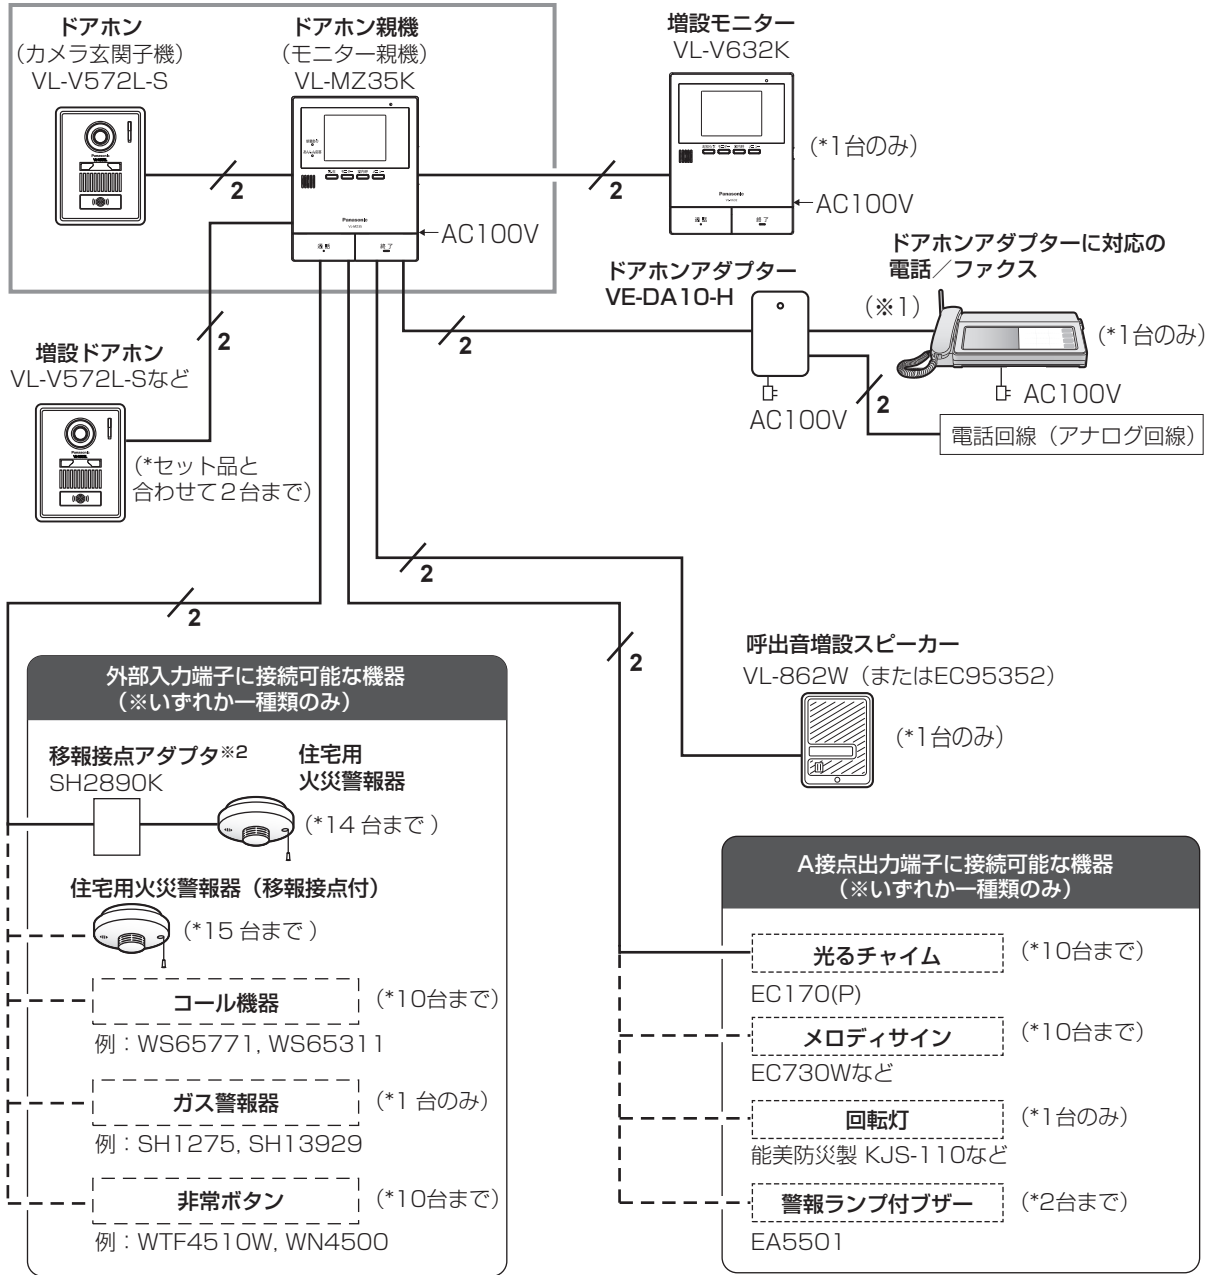 ドアホン
(カメラ玄関子機)
VL-V572L-S
ドアホン親機
(モニター親機)
VL-MZ35K
増設モニター
VL-V632K
(*1台のみ)
AC100V
AC100V
Panasonic
通話
終了
Panasonic
通話
終了
Panasonic
2
2
ドアホンアダプター
VE-DA10-H
ドアホンアダプターに対応の
電話／ファクス
(※1)
(*1台のみ)
2
AC100V
2
AC100V
電話回線（アナログ回線）
2
増設ドアホン
VL-V572L-Sなど
Panasonic
(*セット品と
合わせて2台まで)
2
2
2
呼出音増設スピーカー
VL-862W（またはEC95352）
(*1台のみ)
外部入力端子に接続可能な機器
（※いずれか一種類のみ）
移報接点アダプタ※2
SH2890K
住宅用
火災警報器
(*14 台まで )
住宅用火災警報器（移報接点付）
(*15 台まで )
コール機器
(*10台まで)
例：WS65771, WS65311
ガス警報器
(*1 台のみ)
例：SH1275, SH13929
非常ボタン
(*10台まで)
例：WTF4510W, WN4500
A接点出力端子に接続可能な機器
（※いずれか一種類のみ）
光るチャイム
(*10台まで)
EC170(P)
メロディサイン
(*10台まで)
EC730Wなど
回転灯
(*1台のみ)
能美防災製 KJS-110など
警報ランプ付ブザー
(*2台まで)
EA5501